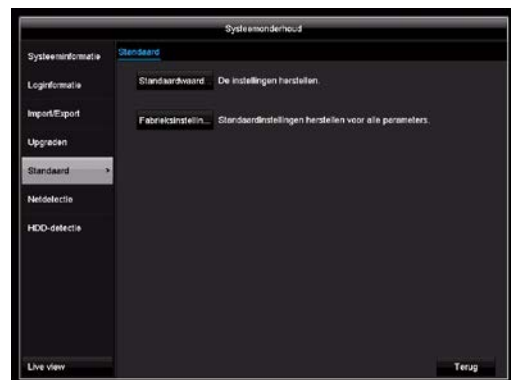 Systeemonderhoud
Systeeminformatie
Standaard
Loginformatie
Standaardwaard...
De instellingen herstellen.
Import/Export
Fabrieksinstellin...
Standaardinstellingen herstellen voor alle parameters.
Upgraden
Standaard >
Netdetectie
HDD-detectie
Live view
Terug